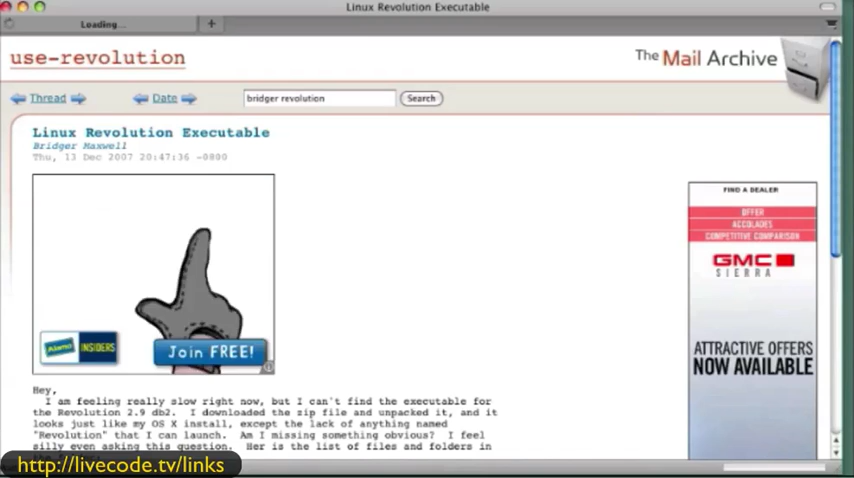 Linux Revolution Executable
Loading...
use-revolution
The Mail Archive
Thread
Date
bridger revolution
Search
Linux Revolution Executable
Bridger Maxwell
Thu, 13 Dec 2007 20:47:36 -0800
FIND A DEALER
OFFER
ACCOLADES
COMPETITIVE COMPARISON
GMC
SIERRA
ATTRACTIVE OFFERS
NOW AVAILABLE
Alamo INSIDERS
Join FREE!
Hey,
I am feeling really slow right now, but I can't find the executable for
the Revolution 2.9 db2. I downloaded the zip file and unpacked it, and it
looks just like my OS X install, except the lack of anything named
"Revolution" that I can launch. Am I missing something obvious? I feel
silly even asking this question. Her is the list of files and folders in
http://livecode.tv/links